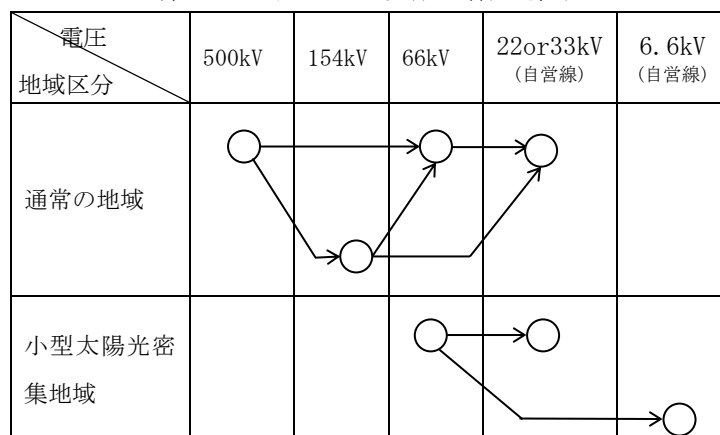 電圧
地域区分
500kV
154kV
66kV
22or33kV
(自営線)
6.6kV
(自営線)
通常の地域
小型太陽光密
集地域